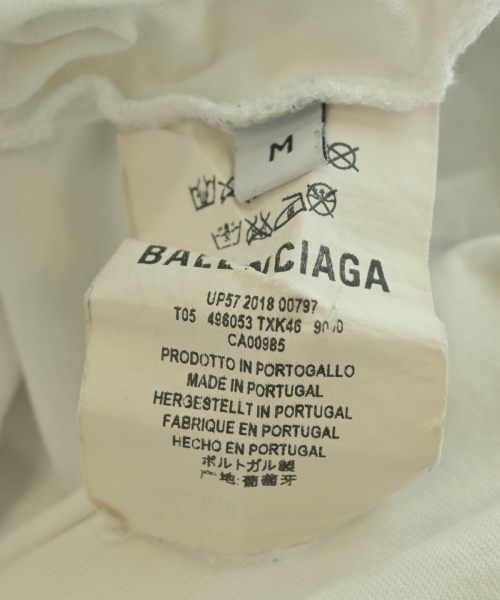 M
BALENCIAGA
UP57 2018 00797
T05 496053 TXK46 9000
CA00985
PRODOTTO IN PORTOGALLO
MADE IN PORTUGAL
HERGESTELLT IN PORTUGAL
FABRIQUE EN PORTUGAL
HECHO EN PORTUGAL
ポルトガル製
产地:葡萄牙